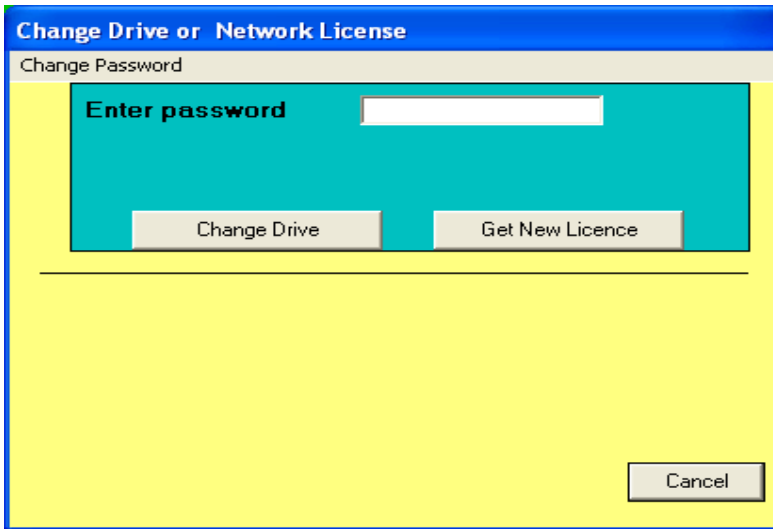 Change Drive or Network License
Change Password
Enter password
Change Drive Get New Licence
Cancel